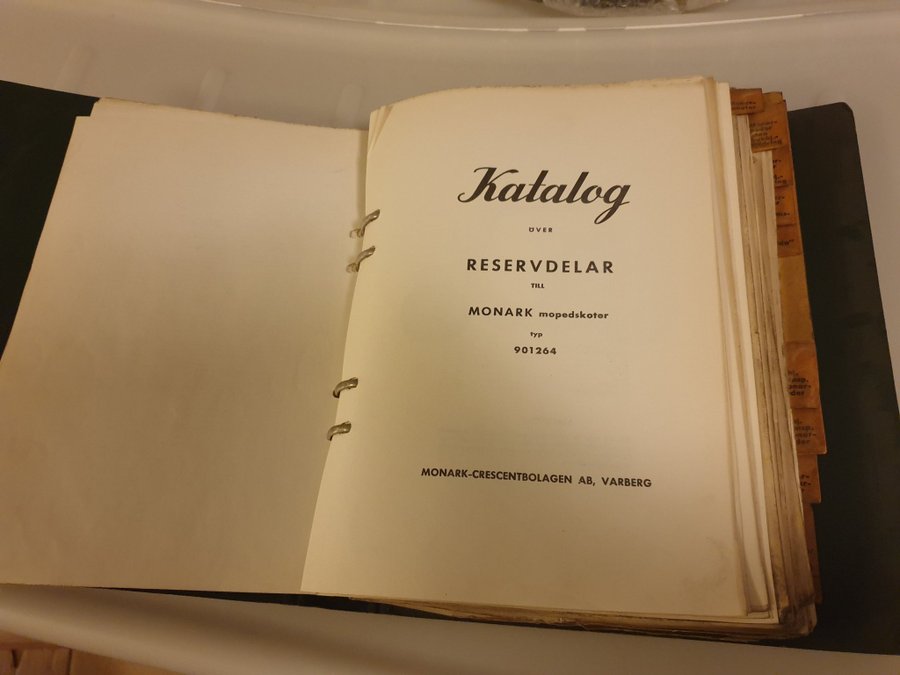 Katalog
ÖVER
RESERVDELAR
TILL
MONARK mopedskoter
typ
901264
MONARK-CRESCENTBOLAGEN AB, VARBERG